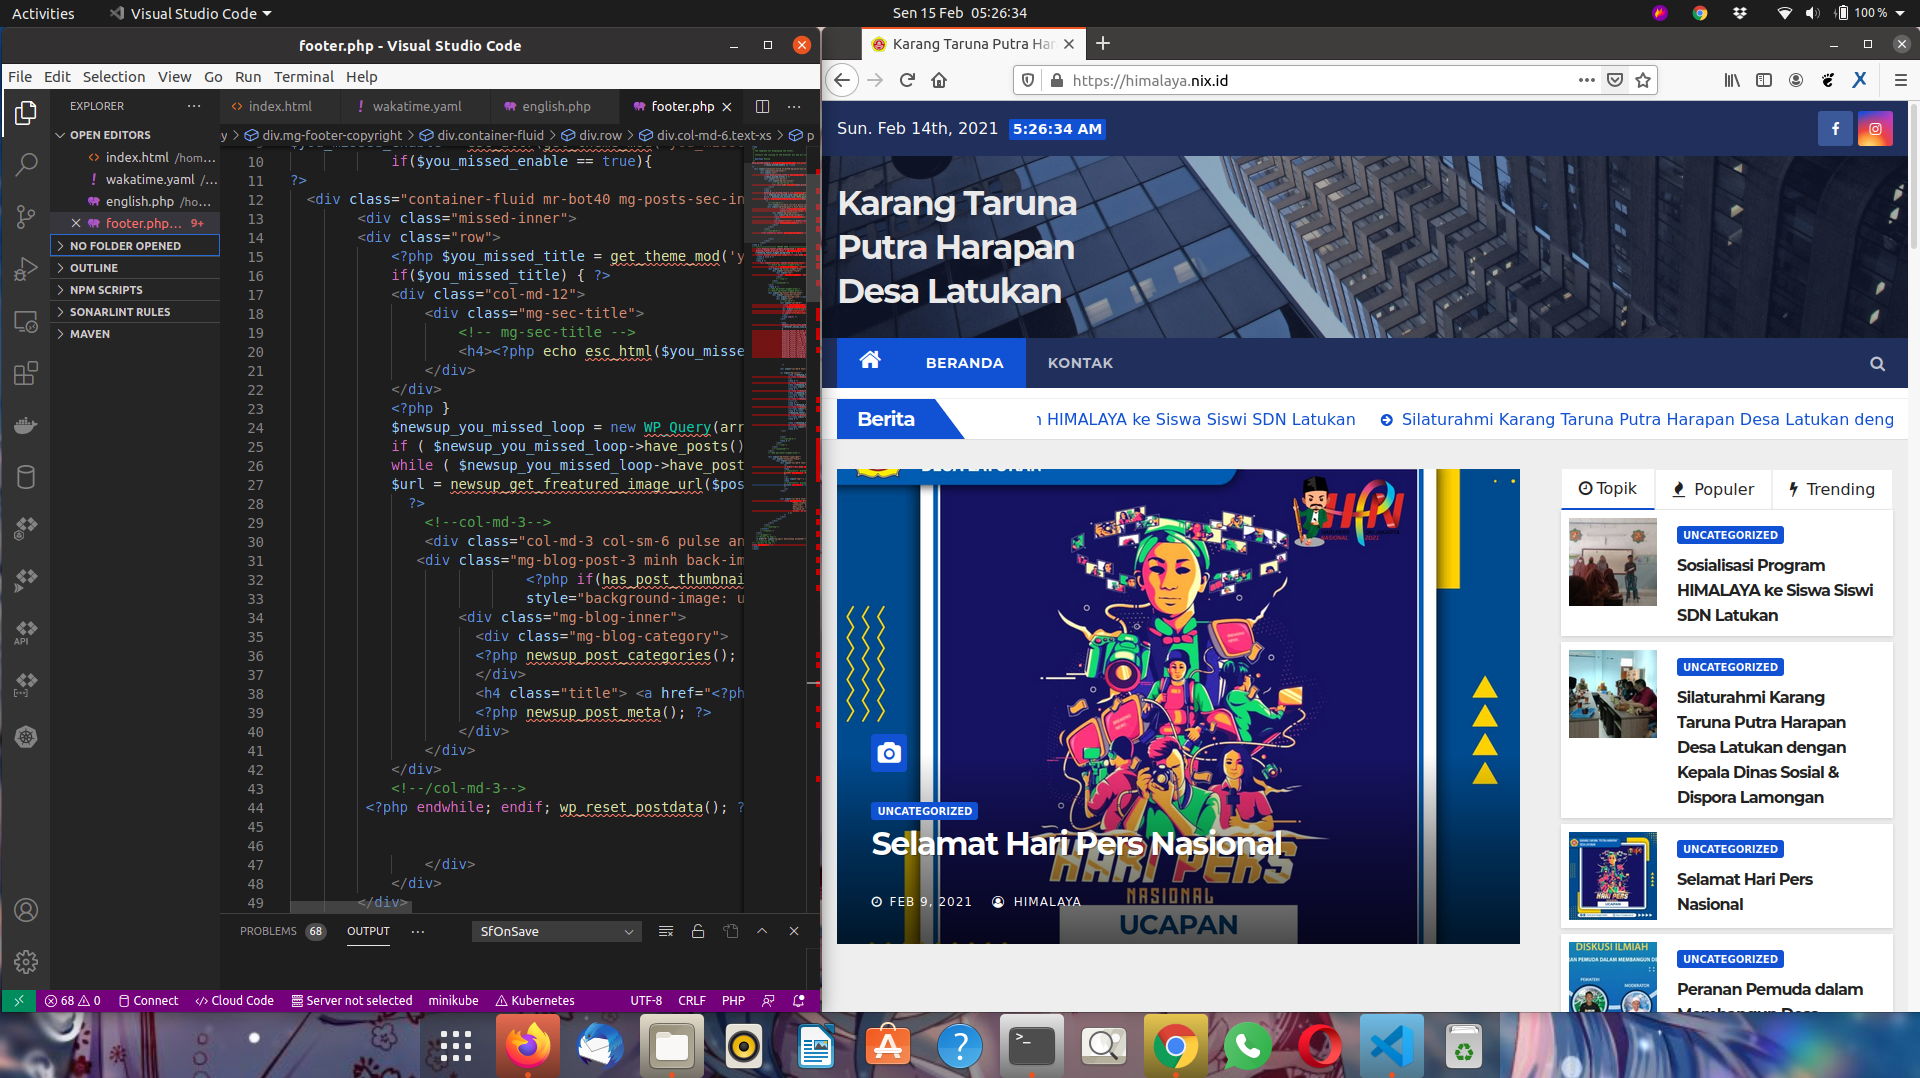 Activities
Visual Studio Code
Sen 15 Feb 05:26:34
100 %
footer.php - Visual Studio Code
File Edit Selection View Go Run Terminal Help
EXPLORER
OPEN EDITORS
index.html /hom...
wakatime.yaml /...
english.php /ho...
footer.php... 9+
NO FOLDER OPENED
OUTLINE
NPM SCRIPTS
SONARLINT RULES
MAVEN
index.html
wakatime.yaml
english.php
footer.php
y > div.mg-footer-copyright > div.container-fluid > div.row > div.col-md-6.text-xs > p
10 if($you_missed_enable == true){
11 ?>
12 <div class="container-fluid mr-bot40 mg-posts-sec-in
13 <div class="missed-inner">
14 <div class="row">
15 <?php $you_missed_title = get_theme_mod('y
16 if($you_missed_title) { ?>
17 <div class="col-md-12">
18 <div class="mg-sec-title">
19 <!-- mg-sec-title -->
20 <h4><?php echo esc_html($you_misse
21 </div>
22 </div>
23 <?php }
24 $newsup_you_missed_loop = new WP_Query(arr
25 if ( $newsup_you_missed_loop->have_posts()
26 while ( $newsup_you_missed_loop->have_post
27 $url = newsup_get_freatured_image_url($pos
28 ?>
29 <!--col-md-3-->
30 <div class="col-md-3 col-sm-6 pulse an
31 <div class="mg-blog-post-3 minh back-im
32 <?php if(has_post_thumbnai
33 style="background-image: u
34 <div class="mg-blog-inner">
35 <div class="mg-blog-category">
36 <?php newsup_post_categories();
37 </div>
38 <h4 class="title"> <a href="<?ph
39 <?php newsup_post_meta(); ?>
40 </div>
41 </div>
42 </div>
43 <!--/col-md-3-->
44 <?php endwhile; endif; wp_reset_postdata(); ?
45
46
47 </div>
48 </div>
49 </div>
PROBLEMS 68 OUTPUT
SfOnSave
68 0 Connect Cloud Code Server not selected minikube Kubernetes UTF-8 CRLF PHP
API
Karang Taruna Putra Har
https://himalaya.nix.id
Sun. Feb 14th, 2021 5:26:34 AM
Karang Taruna
Putra Harapan
Desa Latukan
BERANDA
KONTAK
Berita
HIMALAYA ke Siswa Siswi SDN Latukan
Silaturahmi Karang Taruna Putra Harapan Desa Latukan deng
HARI PERS
NASIONAL
UCAPAN
UNCATEGORIZED
Selamat Hari Pers Nasional
FEB 9, 2021 HIMALAYA
Topik
Populer
Trending
UNCATEGORIZED
Sosialisasi Program
HIMALAYA ke Siswa Siswi
SDN Latukan
UNCATEGORIZED
Silaturahmi Karang
Taruna Putra Harapan
Desa Latukan dengan
Kepala Dinas Sosial &
Dispora Lamongan
UNCATEGORIZED
Selamat Hari Pers
Nasional
DISKUSI ILMIAH
UNCATEGORIZED
Peranan Pemuda dalam